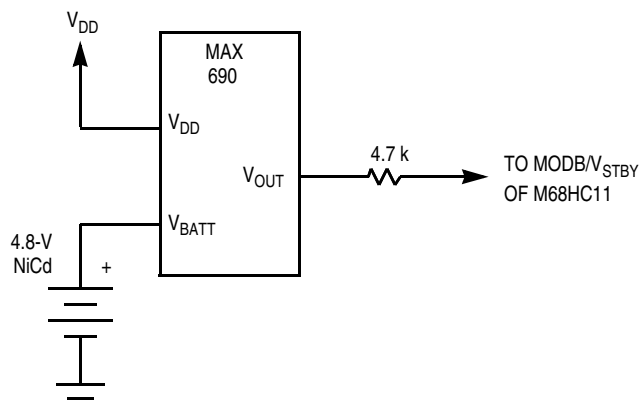 V_DD
MAX
690
V_DD
4.7 k
V_OUT
TO MODB/V_STBY
OF M68HC11
V_BATT
4.8-V
NiCd
+